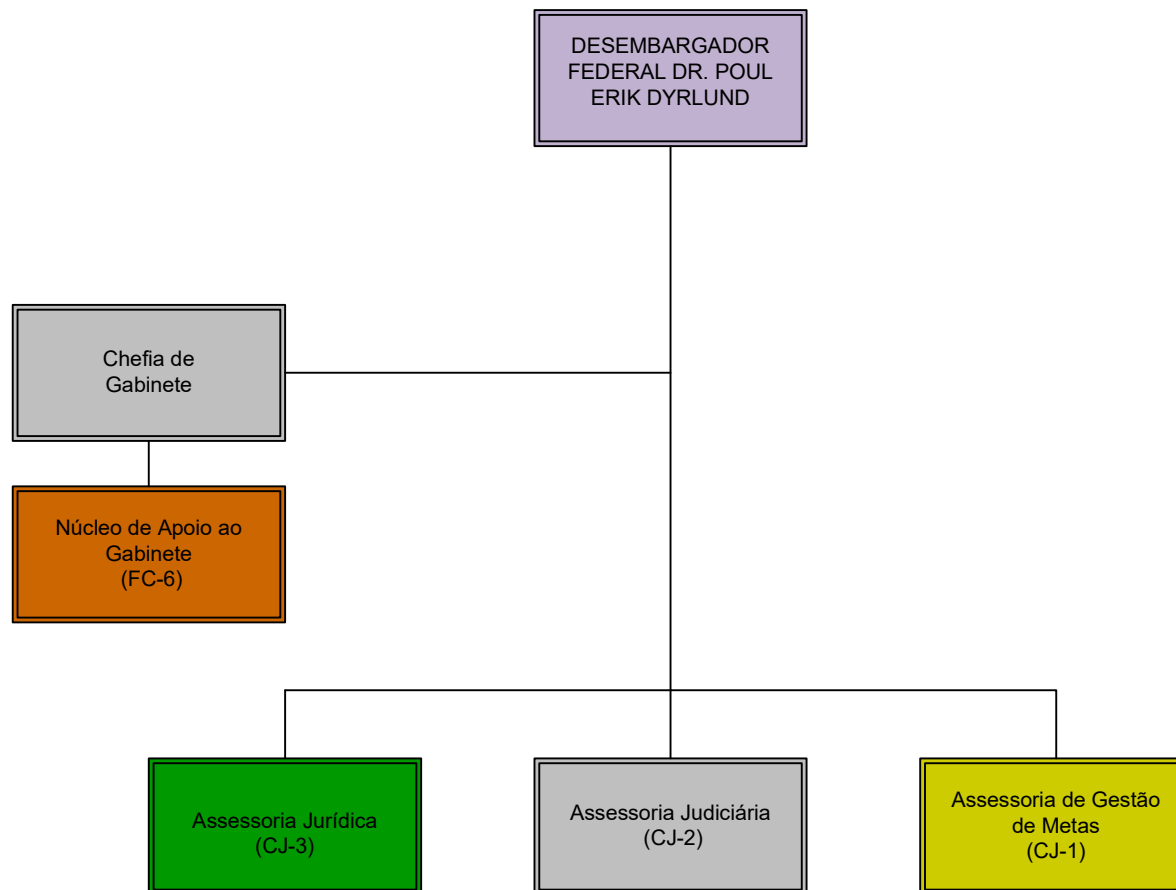 DESEMBARGADOR
FEDERAL DR. POUL
ERIK DYRLUND
Chefia de
Gabinete
Núcleo de Apoio ao
Gabinete
(FC-6)
Assessoria Jurídica
(CJ-3)
Assessoria Judiciária
(CJ-2)
Assessoria de Gestão
de Metas
(CJ-1)